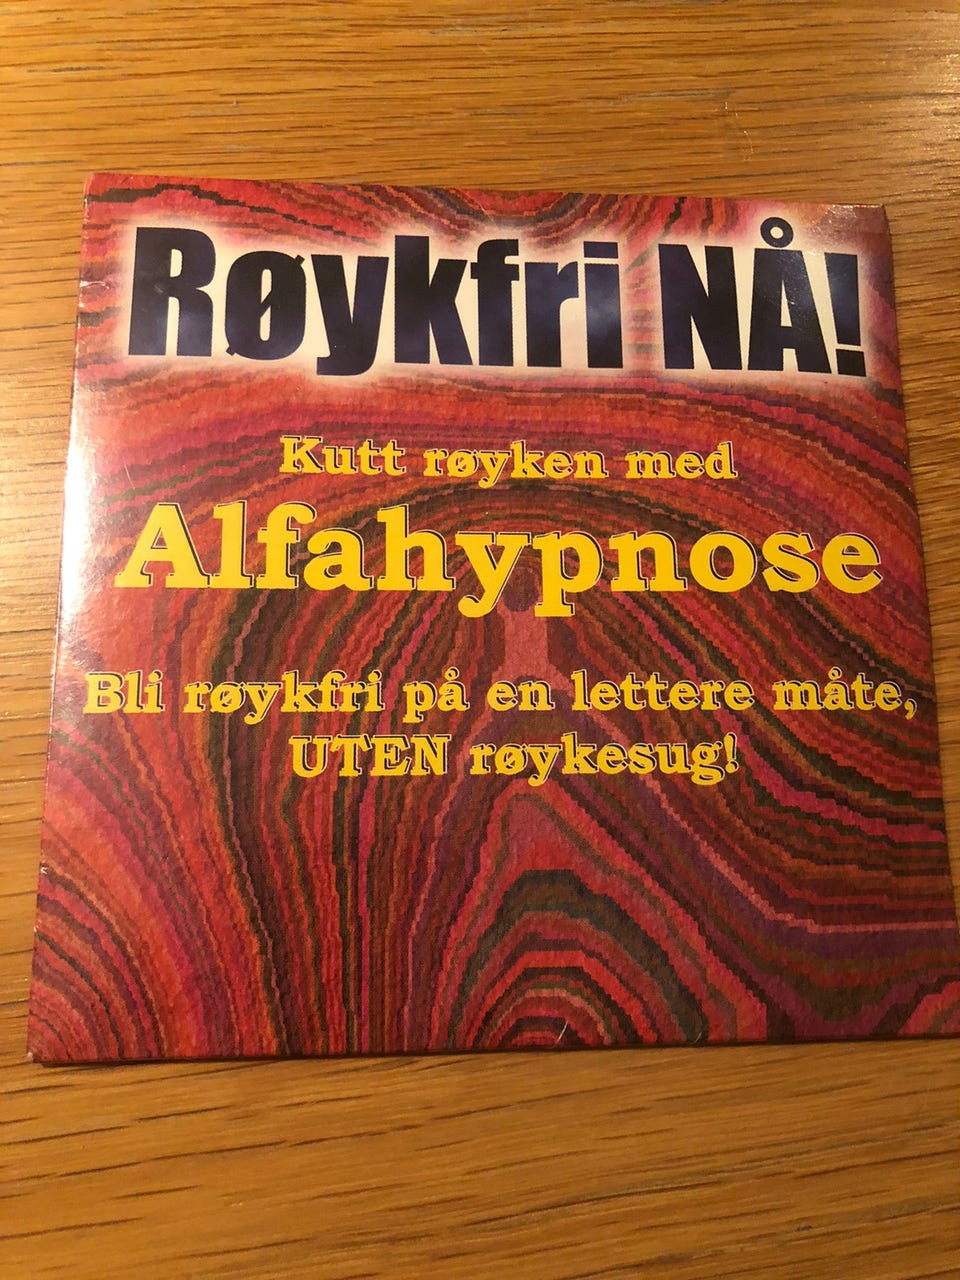 Røykfri NÅ!
Kutt røyken med
Alfahypnose
Bli røykfri på en lettere måte,
UTEN røykesug!